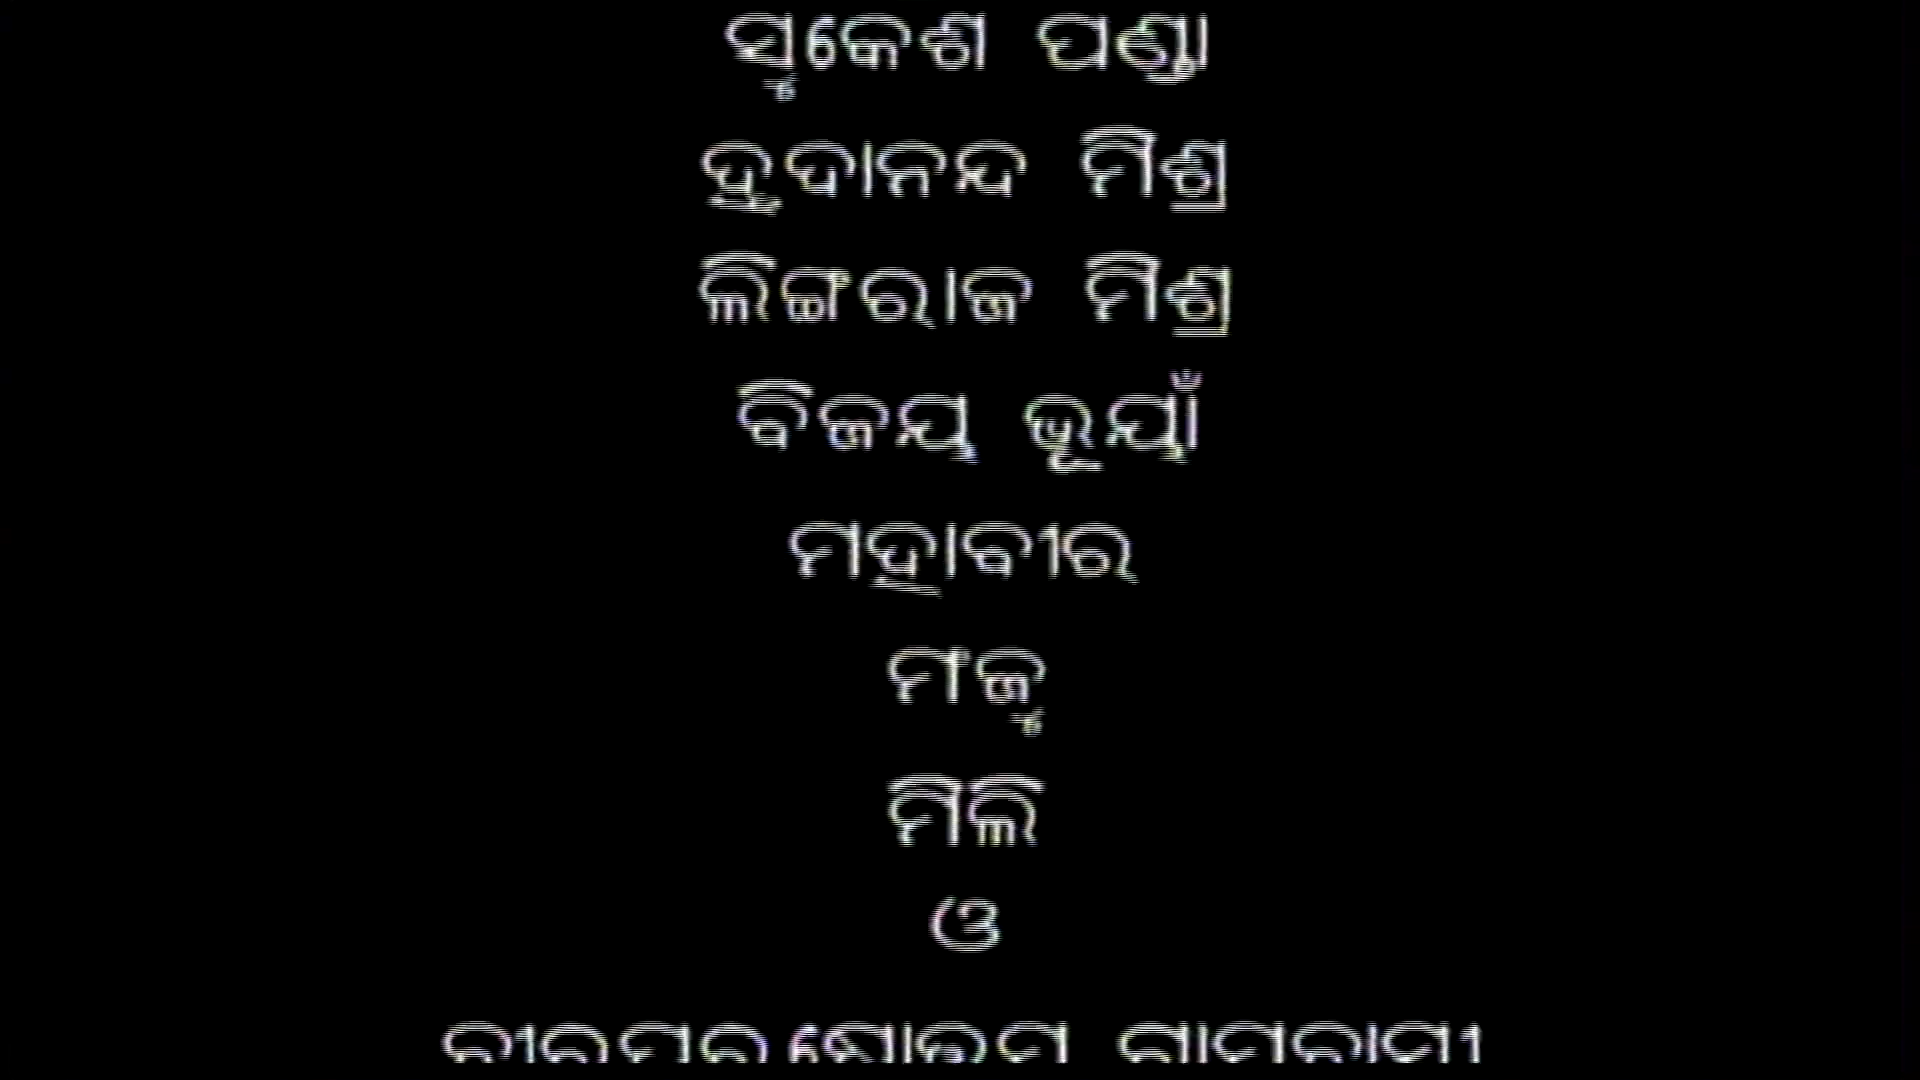 ସୁକେଶ ପଣ୍ଡା
ହୃଦାନନ୍ଦ ମିଶ୍ର
ଲିଙ୍ଗରାଜ ମିଶ୍ର
ବିଜୟ ଭୂୟାଁ
ମହାବୀର
ମଞ୍ଜୁ
ମିଲି
ଓ